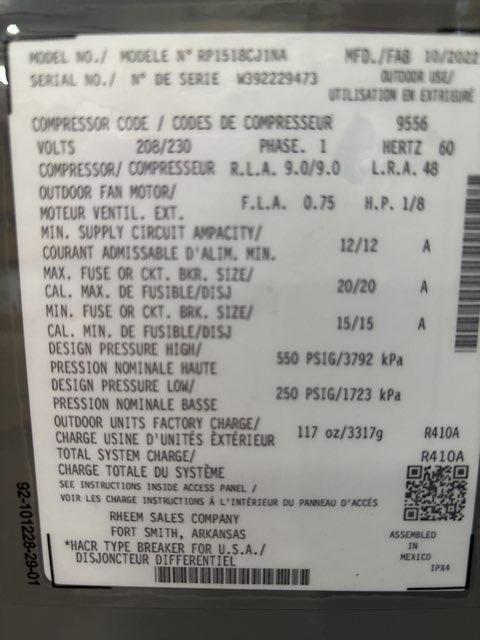 MODEL NO./ MODELE N° RP1518CJ1NA MFD./FAB 10/2022
SERIAL NO./ N° DE SERIE W392229473 OUTDOOR USE/
UTILISATION EN EXTRIEURE
COMPRESSOR CODE / CODES DE COMPRESSEUR 9556
VOLTS 208/230 PHASE. 1 HERTZ 60
COMPRESSOR/ COMPRESSEUR R.L.A. 9.0/9.0 L.R.A. 48
OUTDOOR FAN MOTOR/
MOTEUR VENTIL. EXT. F.L.A. 0.75 H.P. 1/8
MIN. SUPPLY CIRCUIT AMPACITY/
COURANT ADMISSABLE D'ALIM. MIN. 12/12 A
MAX. FUSE OR CKT. BKR. SIZE/
CAL. MAX. DE FUSIBLE/DISJ 20/20 A
MIN. FUSE OR CKT. BRK. SIZE/
CAL. MIN. DE FUSIBLE/DISJ 15/15 A
DESIGN PRESSURE HIGH/
PRESSION NOMINALE HAUTE 550 PSIG/3792 kPa
DESIGN PRESSURE LOW/
PRESSION NOMINALE BASSE 250 PSIG/1723 kPa
OUTDOOR UNITS FACTORY CHARGE/
CHARGE USINE D'UNITÉS ÈXTÉRIEUR 117 oz/3317g R410A
TOTAL SYSTEM CHARGE/ R410A
CHARGE TOTALE DU SYSTÈME
SEE INSTRUCTIONS INSIDE ACCESS PANEL /
VOIR LES CHARGE INSTRUCTIONS À L'INTÉRIEUR DU PANNEAU D'ACCÈS
RHEEM SALES COMPANY
FORT SMITH, ARKANSAS
*HACR TYPE BREAKER FOR U.S.A./
DISJONCTEUR DIFFERENTIEL
ASSEMBLED
IN
MEXICO
IPX4
92-101228-29-01